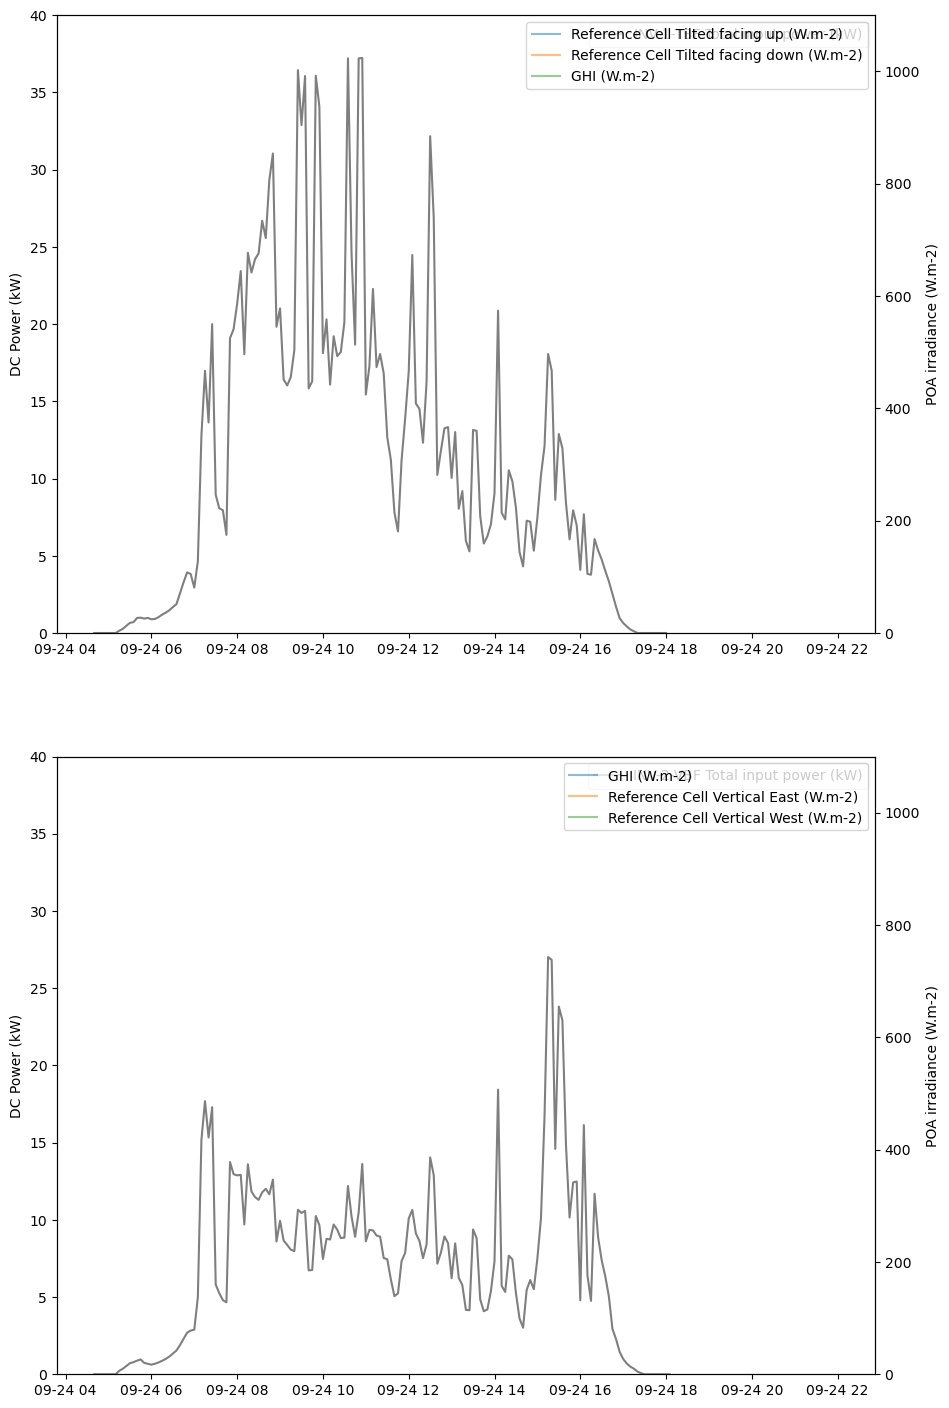 40
35
30
25
20
15
10
5
0
DC Power (kW)
Reference Cell Tilted facing up (W.m-2)
Reference Cell Tilted facing down (W.m-2)
GHI (W.m-2)
1000
800
600
400
200
0
POA irradiance (W.m-2)
09-24 04 09-24 06 09-24 08 09-24 10 09-24 12 09-24 14 09-24 16 09-24 18 09-24 20 09-24 22
40
35
30
25
20
15
10
5
0
DC Power (kW)
GHI (W.m-2) Total input power (kW)
Reference Cell Vertical East (W.m-2)
Reference Cell Vertical West (W.m-2)
1000
800
600
400
200
0
POA irradiance (W.m-2)
09-24 04 09-24 06 09-24 08 09-24 10 09-24 12 09-24 14 09-24 16 09-24 18 09-24 20 09-24 22